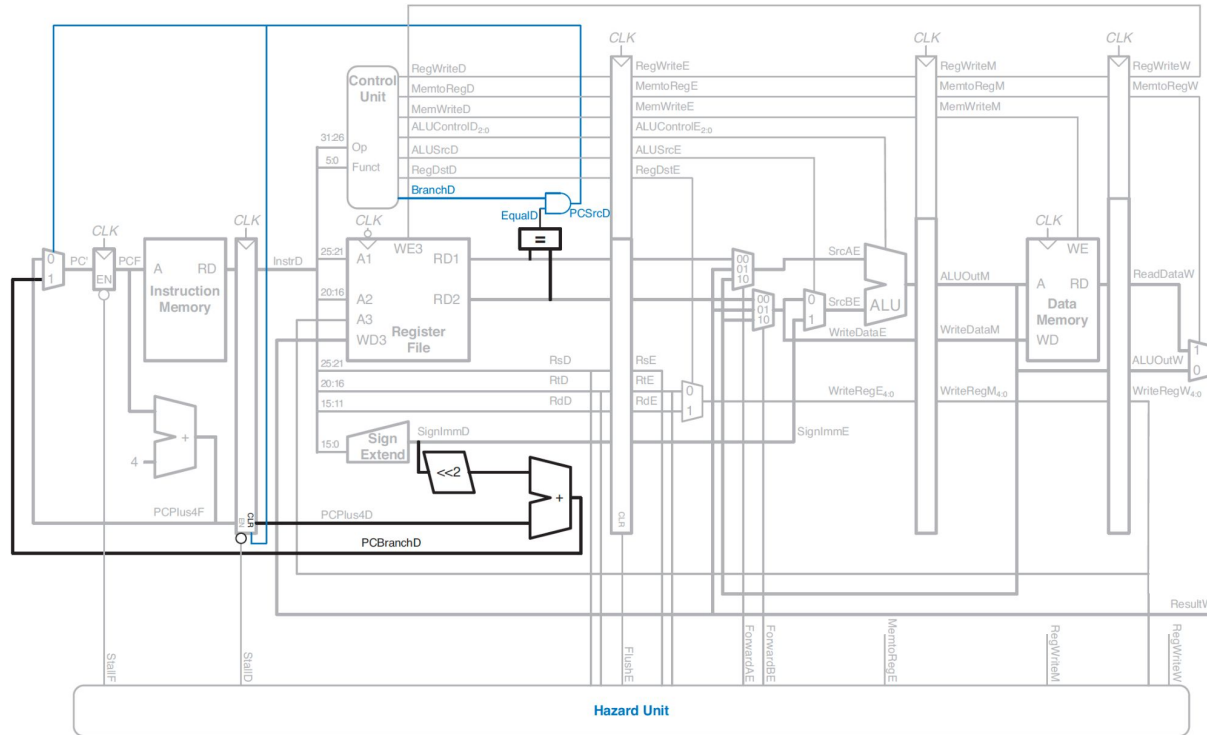 CLK CLK CLK
RegWriteD RegWriteE RegWriteM RegWriteW
Control Unit
MemtoRegD MemtoRegE MemtoRegM MemtoRegW
MemWriteD MemWriteE MemWriteM
ALUControlD2:0 ALUControlE2:0
31:26 Op
ALUSrcD ALUSrcE
5:0 Funct
RegDstD RegDstE
BranchD
EqualD PCSrcD
CLK CLK CLK CLK
=
WE3 WE
0 1 PC' EN PCF A RD InstrD 25:21 A1 RD1 00 01 10 SrcAE
Instruction Memory
20:16 A2 RD2 00 01 10 0 1 SrcBE ALU ALUOutM A RD ReadDataW
Data Memory
A3
Register File
WD3 WriteDataE WriteDataM WD
1 0
25:21 RsD RsE ALUOutW
20:16 RtD RtE 0
15:11 RdD RdE 1 WriteRegE4:0 WriteRegM4:0 WriteRegW4:0
15:0 Sign Extend SignImmD SignImmE
+
4
<<2
+
PCPlus4F EN CLR PCPlus4D CLR
PCBranchD
ResultW
StallF StallD FlushE ForwardAE ForwardBE MemtoRegE RegWriteM RegWriteW
Hazard Unit